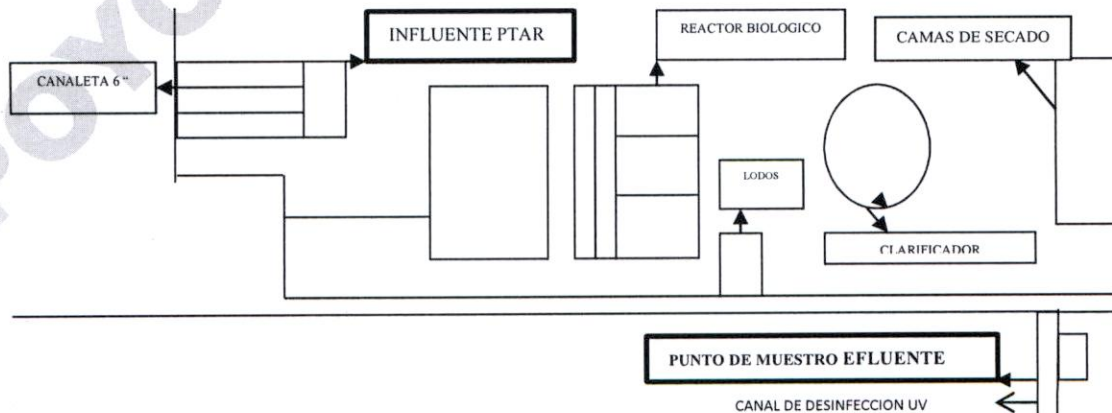 INFLUENTE PTAR
REACTOR BIOLOGICO
CAMAS DE SECADO
CANALETA 6"
LODOS
CLARIFICADOR
PUNTO DE MUESTRO EFLUENTE
CANAL DE DESINFECCION UV